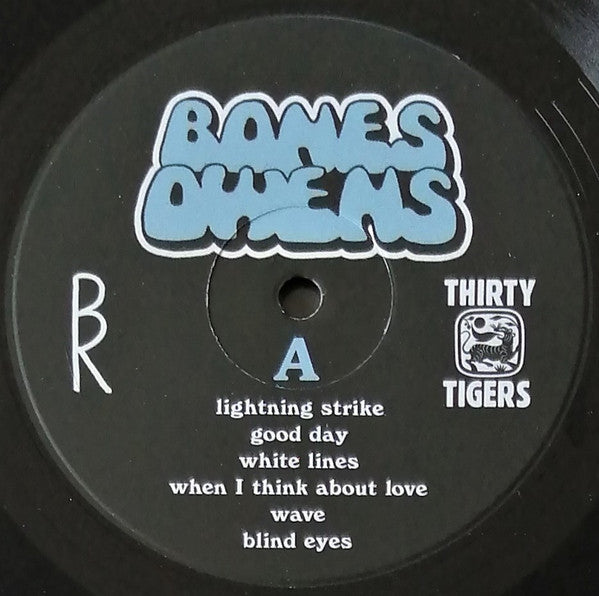 BONES
OWENS
BR
THIRTY
TIGERS
A
lightning strike
good day
white lines
when I think about love
wave
blind eyes